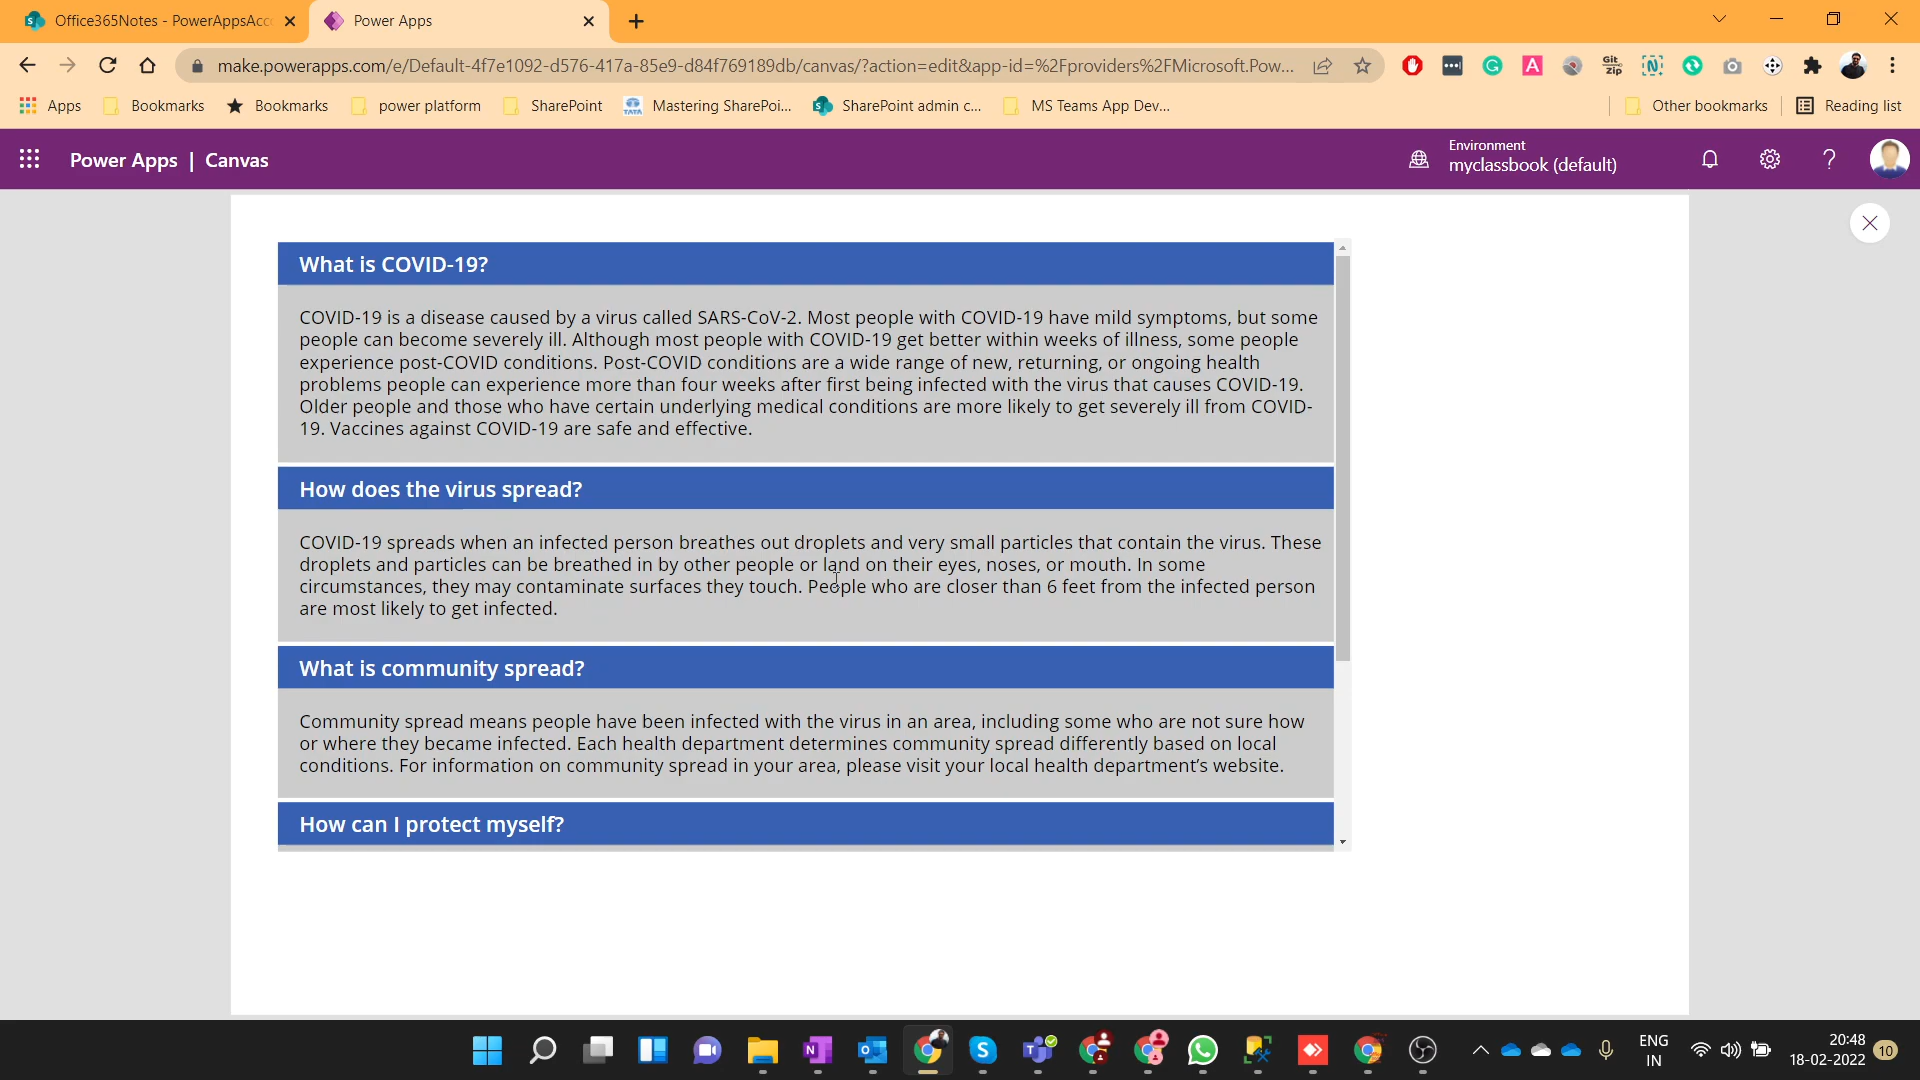 Office365Notes - PowerAppsAcc
Power Apps
make.powerapps.com/e/Default-4f7e1092-d576-417a-85e9-d84f769189db/canvas/?action=edit&app-id=%2Fproviders%2FMicrosoft.Pow...
Git
zip
Apps
Bookmarks
Bookmarks
power platform
SharePoint
TATA
Mastering SharePoi...
SharePoint admin c...
MS Teams App Dev...
Other bookmarks
Reading list
Power Apps | Canvas
Environment
myclassbook (default)
What is COVID-19?
COVID-19 is a disease caused by a virus called SARS-CoV-2. Most people with COVID-19 have mild symptoms, but some
people can become severely ill. Although most people with COVID-19 get better within weeks of illness, some people
experience post-COVID conditions. Post-COVID conditions are a wide range of new, returning, or ongoing health
problems people can experience more than four weeks after first being infected with the virus that causes COVID-19.
Older people and those who have certain underlying medical conditions are more likely to get severely ill from COVID-
19. Vaccines against COVID-19 are safe and effective.
How does the virus spread?
COVID-19 spreads when an infected person breathes out droplets and very small particles that contain the virus. These
droplets and particles can be breathed in by other people or land on their eyes, noses, or mouth. In some
circumstances, they may contaminate surfaces they touch. People who are closer than 6 feet from the infected person
are most likely to get infected.
What is community spread?
Community spread means people have been infected with the virus in an area, including some who are not sure how
or where they became infected. Each health department determines community spread differently based on local
conditions. For information on community spread in your area, please visit your local health department’s website.
How can I protect myself?
ENG
IN
20:48
18-02-2022
10